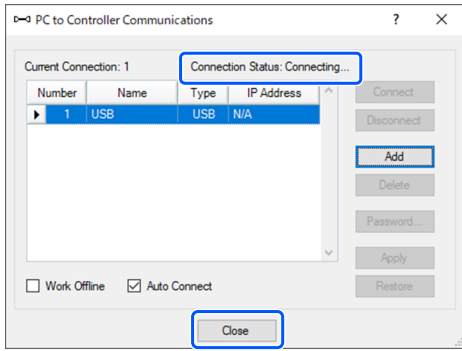 PC to Controller Communications ?
Current Connection: 1 Connection Status: Connecting...
Number Name Type IP Address Connect
1 USB USB N/A Disconnect
Add
Delete
Password...
Apply
Work Offline Auto Connect Restore
Close